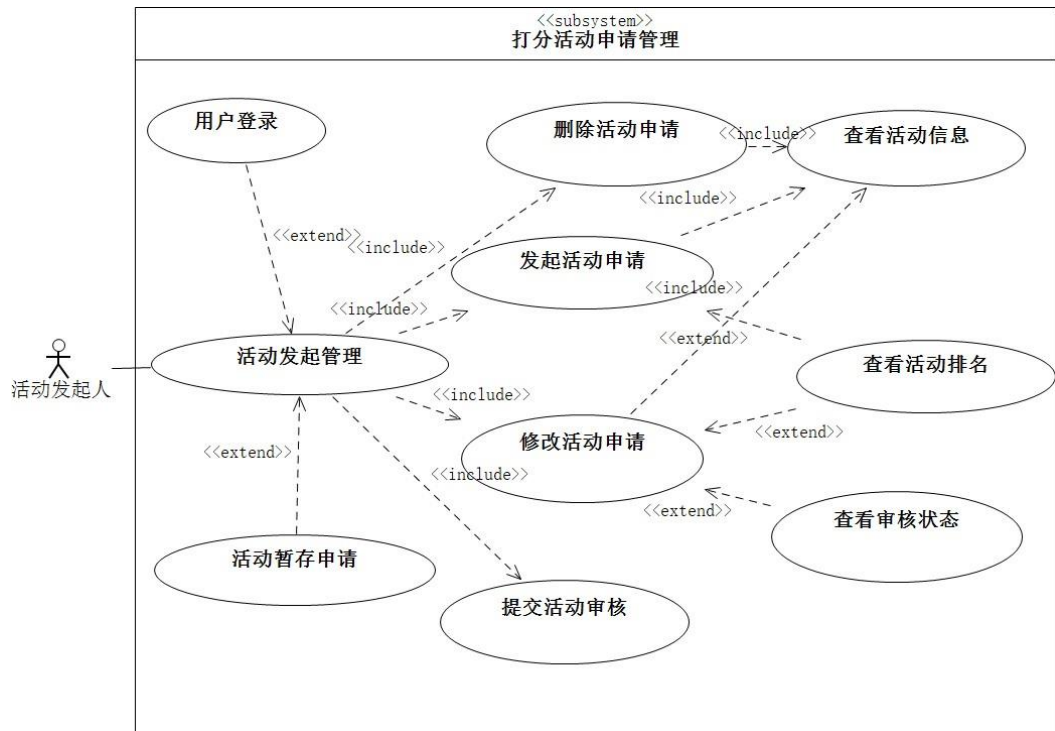 <<subsystem>>
打分活动申请管理
用户登录
删除活动申请
<<include>>
查看活动信息
<<include>>
<<extend>>
<<include>>
发起活动申请
<<include>>
<<include>>
<<extend>>
活动发起管理
查看活动排名
活动发起人
<<include>>
<<extend>>
修改活动申请
<<extend>>
<<include>>
<<extend>>
查看审核状态
活动暂存申请
提交活动审核